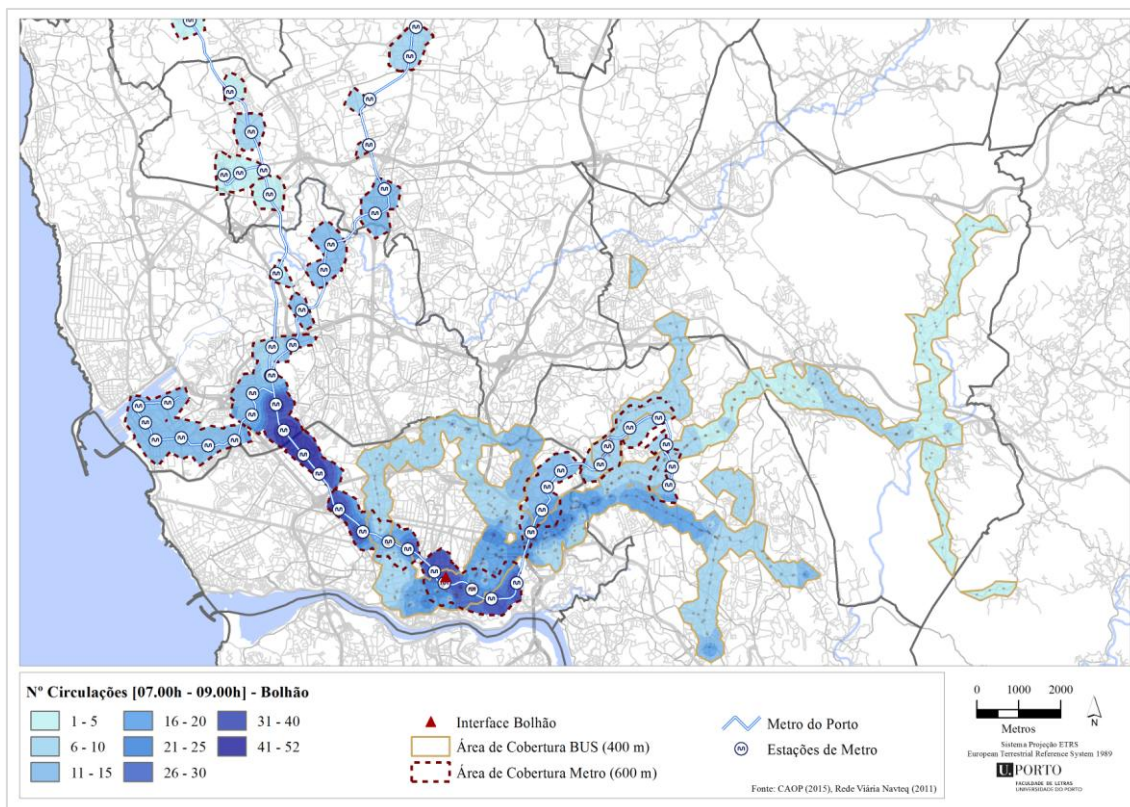 Nº Circulações [07.00h - 09.00h] - Bolhão
1 - 5
6 - 10
11 - 15
16 - 20
21 - 25
26 - 30
31 - 40
41 - 52
Interface Bolhão
Área de Cobertura BUS (400 m)
Área de Cobertura Metro (600 m)
Metro do Porto
Estações de Metro
Fonte: CAOP (2015), Rede Viária Navteq (2011)
0 1000 2000
Metros
N
Sistema Projeção ETRS
European Terrestrial Reference System 1989
U. PORTO
FACULDADE DE LETRAS
UNIVERSIDADE DO PORTO